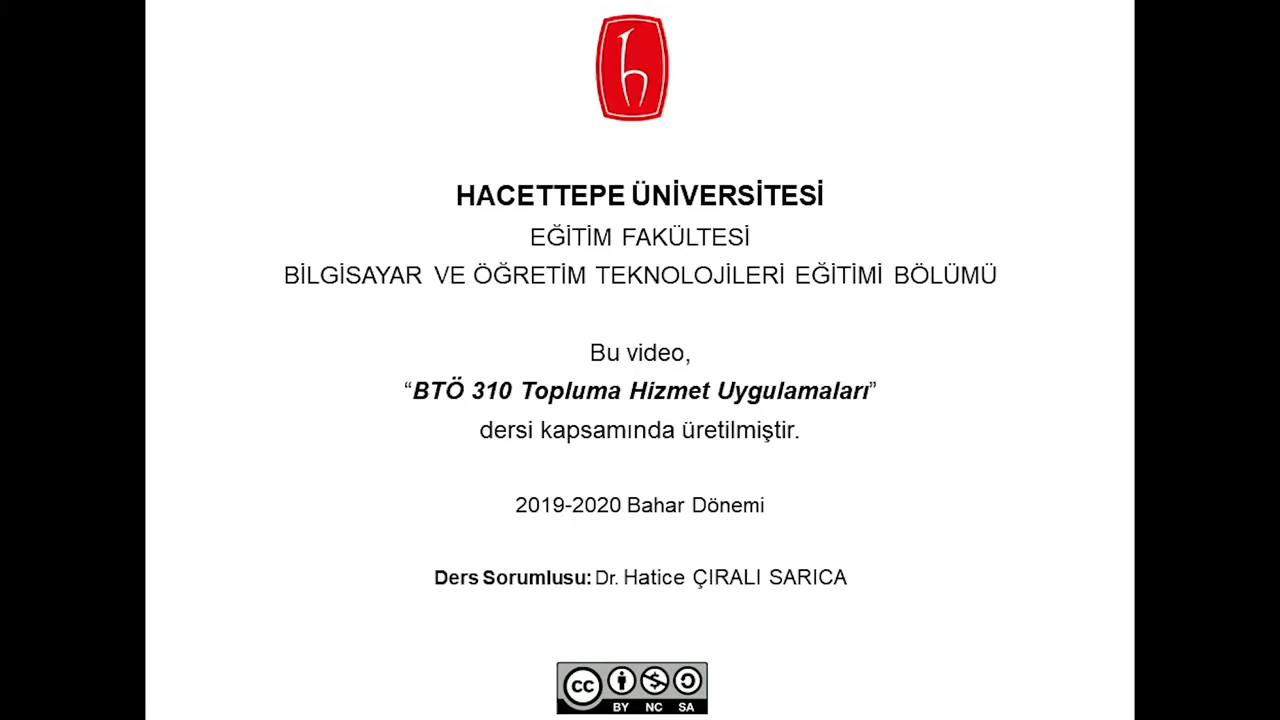 HACETTEPE ÜNİVERSİTESİ
EĞİTİM FAKÜLTESİ
BİLGİSAYAR VE ÖĞRETİM TEKNOLOJİLERİ EĞİTİMİ BÖLÜMÜ
Bu video,
“BTÖ 310 Topluma Hizmet Uygulamaları”
dersi kapsamında üretilmiştir.
2019-2020 Bahar Dönemi
Ders Sorumlusu: Dr. Hatice ÇIRALI SARICA
cc BY NC SA